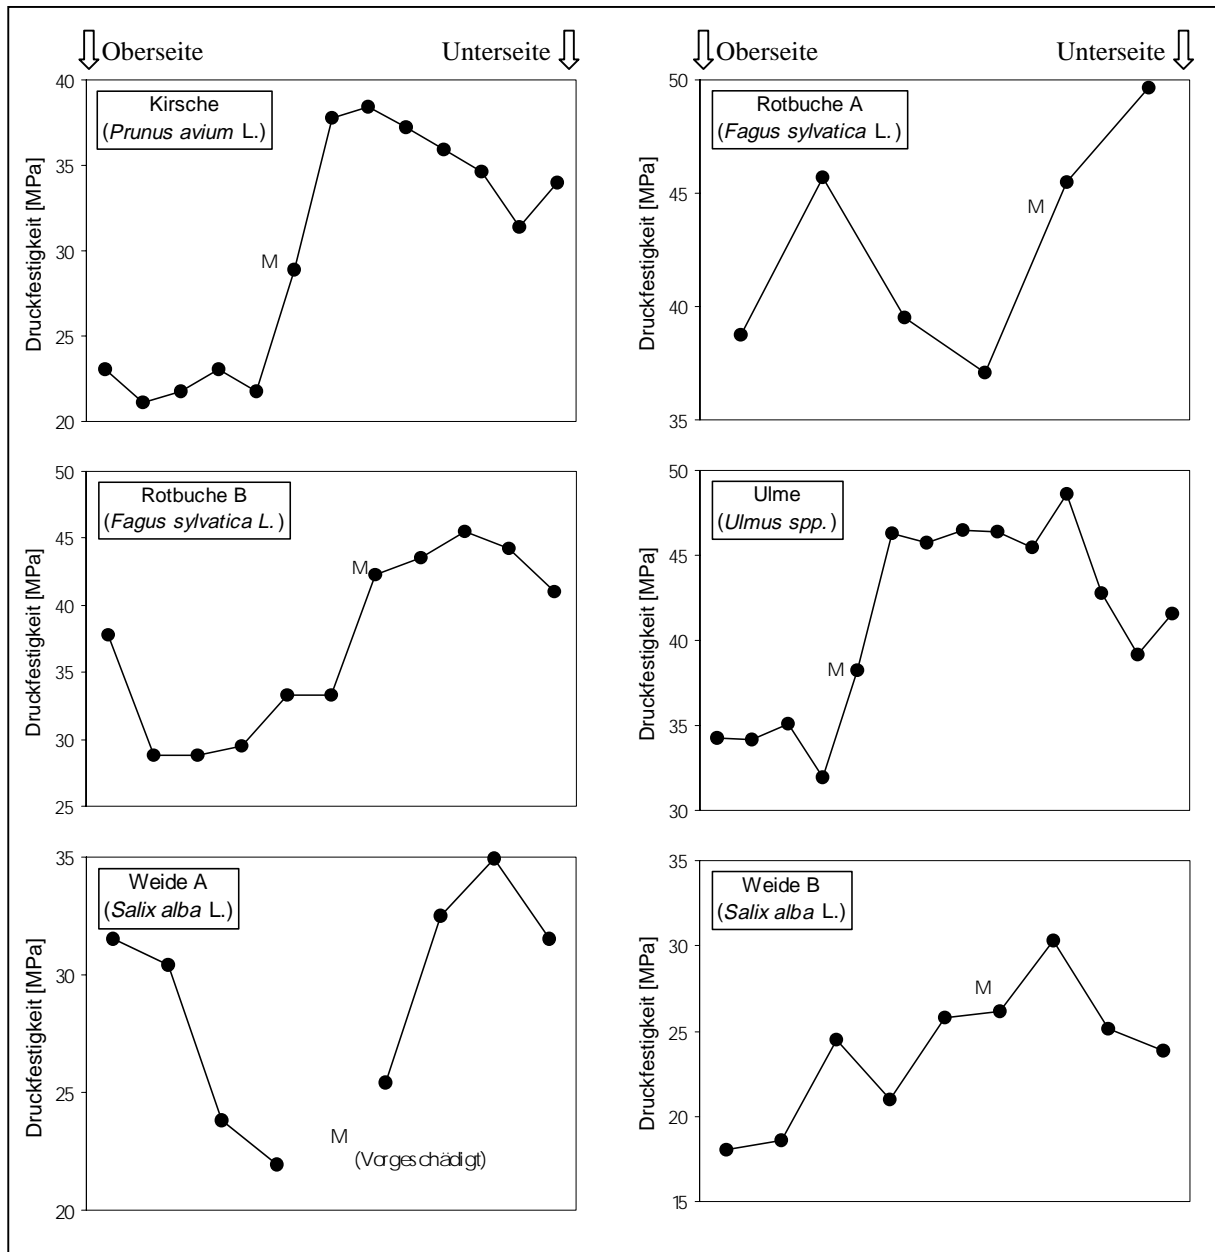 Oberseite Unterseite
Oberseite Unterseite
Kirsche
(Prunus avium L.)
Druckfestigkeit [MPa]
40
35
30
25
20
M
Rotbuche A
(Fagus sylvatica L.)
Druckfestigkeit [MPa]
50
45
40
35
M
Rotbuche B
(Fagus sylvatica L.)
Druckfestigkeit [MPa]
50
45
40
35
30
25
M
Ulme
(Ulmus spp.)
Druckfestigkeit [MPa]
50
45
40
35
30
M
Weide A
(Salix alba L.)
Druckfestigkeit [MPa]
35
30
25
20
M
(Vorgeschädigt)
Weide B
(Salix alba L.)
Druckfestigkeit [MPa]
35
30
25
20
15
M